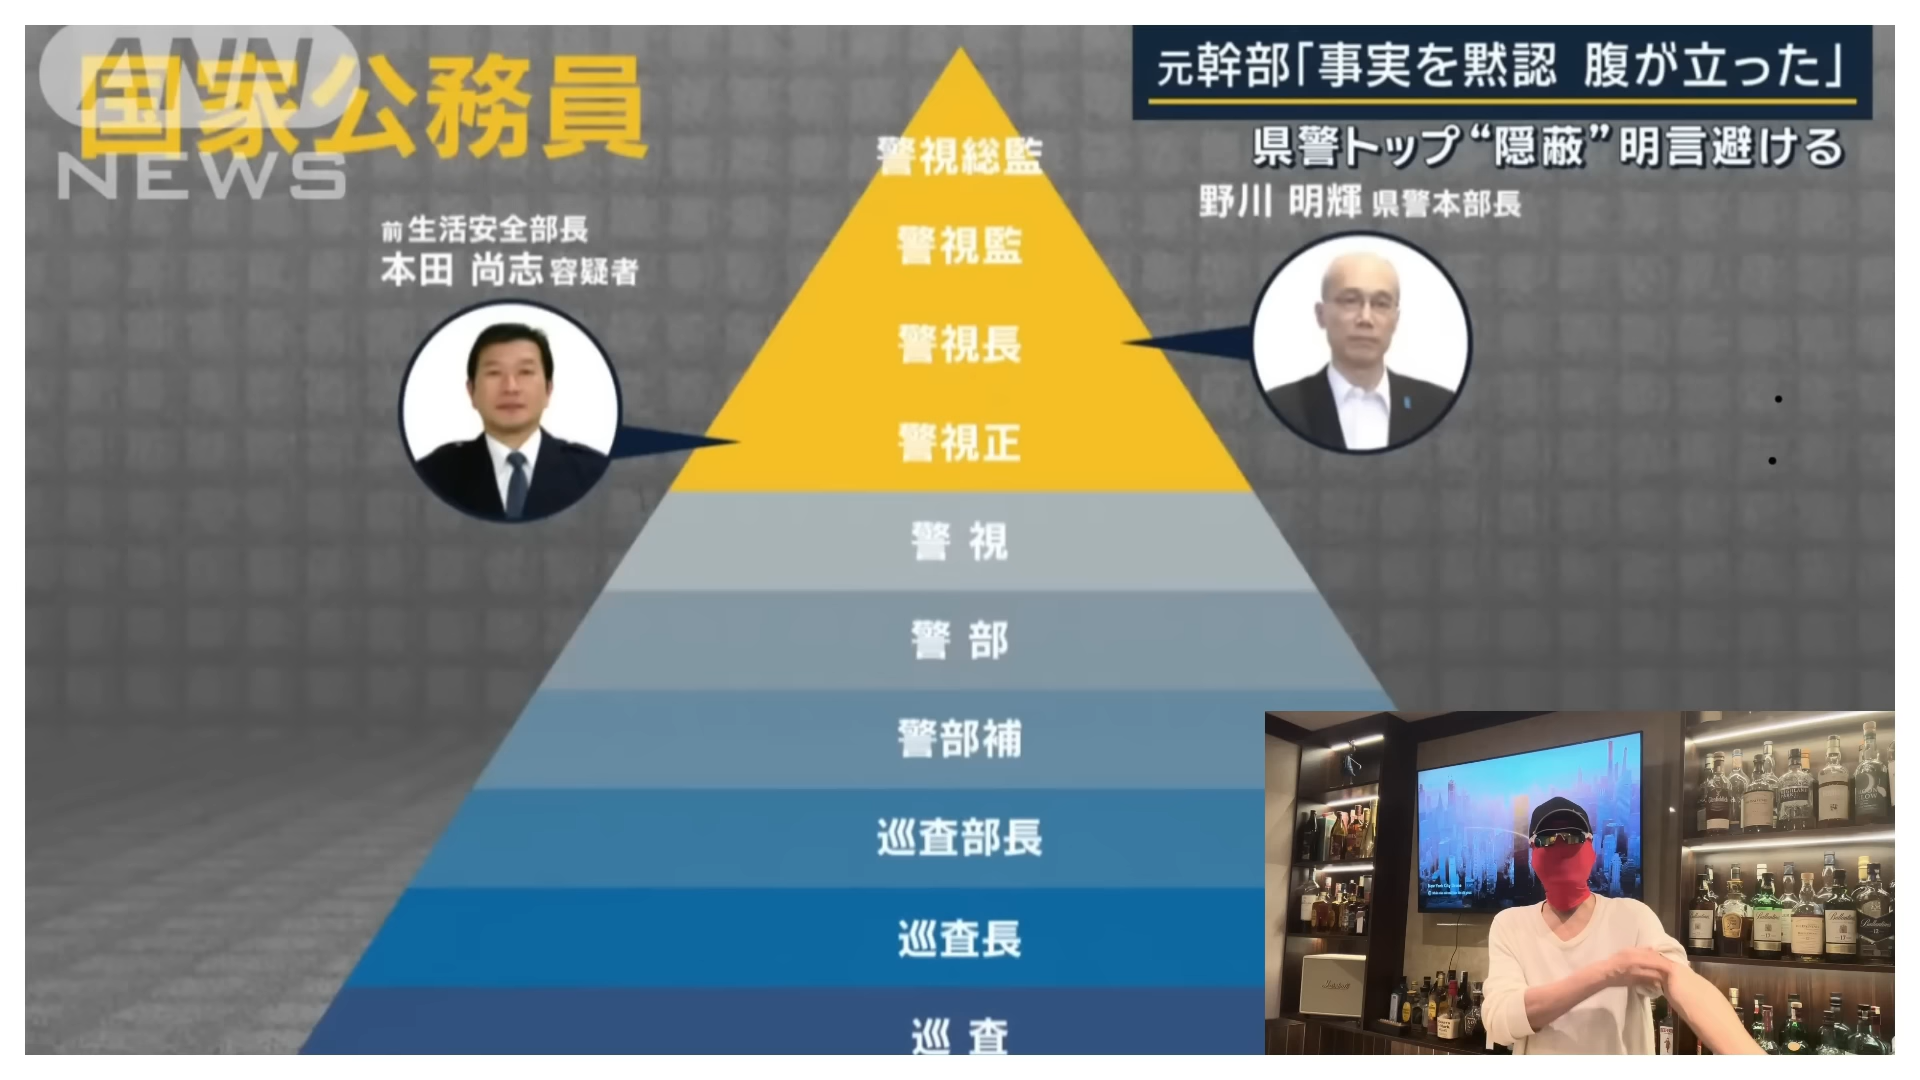 ANN
NEWS
国家公務員
元幹部「事実を黙認 腹が立った」
県警トップ“隠蔽”明言避ける
野川 明輝 県警本部長
前 生活安全部長
本田 尚志 容疑者
警視総監
警視監
警視長
警視正
警 視
警 部
警部補
巡査部長
巡査長
巡 査